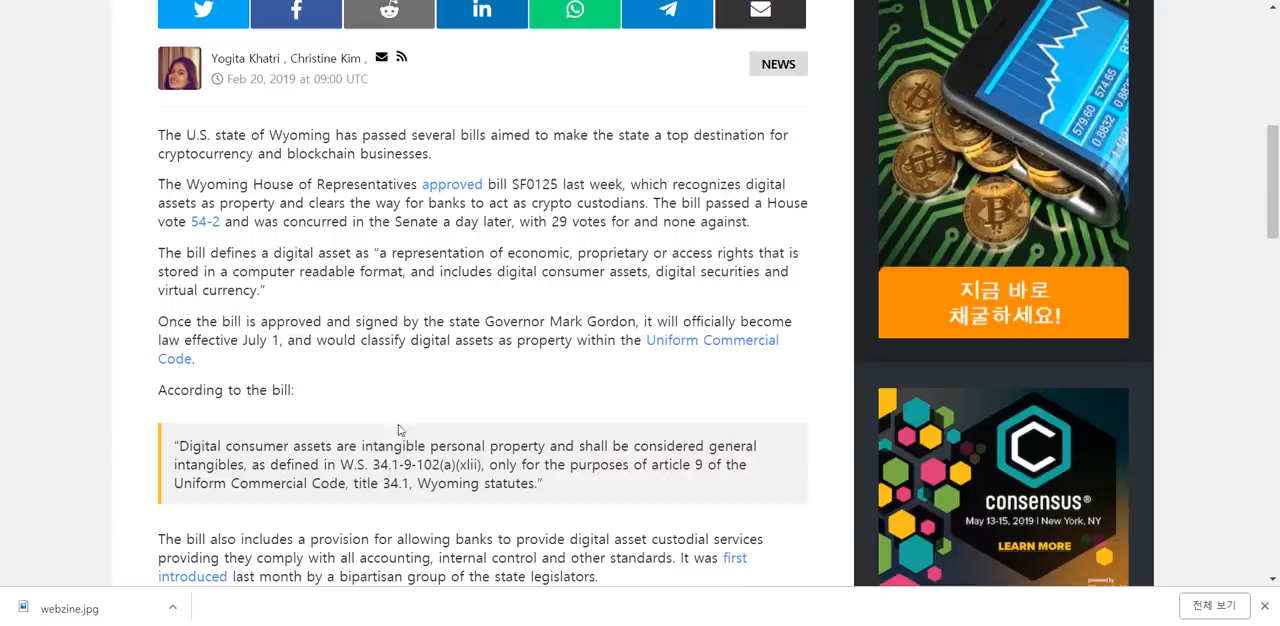 Yogita Khatri , Christine Kim ,
Feb 20, 2019 at 09:00 UTC
NEWS
The U.S. state of Wyoming has passed several bills aimed to make the state a top destination for
cryptocurrency and blockchain businesses.
The Wyoming House of Representatives approved bill SF0125 last week, which recognizes digital
assets as property and clears the way for banks to act as crypto custodians. The bill passed a House
vote 54-2 and was concurred in the Senate a day later, with 29 votes for and none against.
The bill defines a digital asset as “a representation of economic, proprietary or access rights that is
stored in a computer readable format, and includes digital consumer assets, digital securities and
virtual currency.”
Once the bill is approved and signed by the state Governor Mark Gordon, it will officially become
law effective July 1, and would classify digital assets as property within the Uniform Commercial
Code.
According to the bill:
“Digital consumer assets are intangible personal property and shall be considered general
intangibles, as defined in W.S. 34.1-9-102(a)(xlii), only for the purposes of article 9 of the
Uniform Commercial Code, title 34.1, Wyoming statutes.”
The bill also includes a provision for allowing banks to provide digital asset custodial services
providing they comply with all accounting, internal control and other standards. It was first
introduced last month by a bipartisan group of the state legislators.
574.65
579.60
0.8832
지금 바로
채굴하세요!
consensus®
May 13-15, 2019 | New York, NY
LEARN MORE
powered by
webzine.jpg
전체 보기